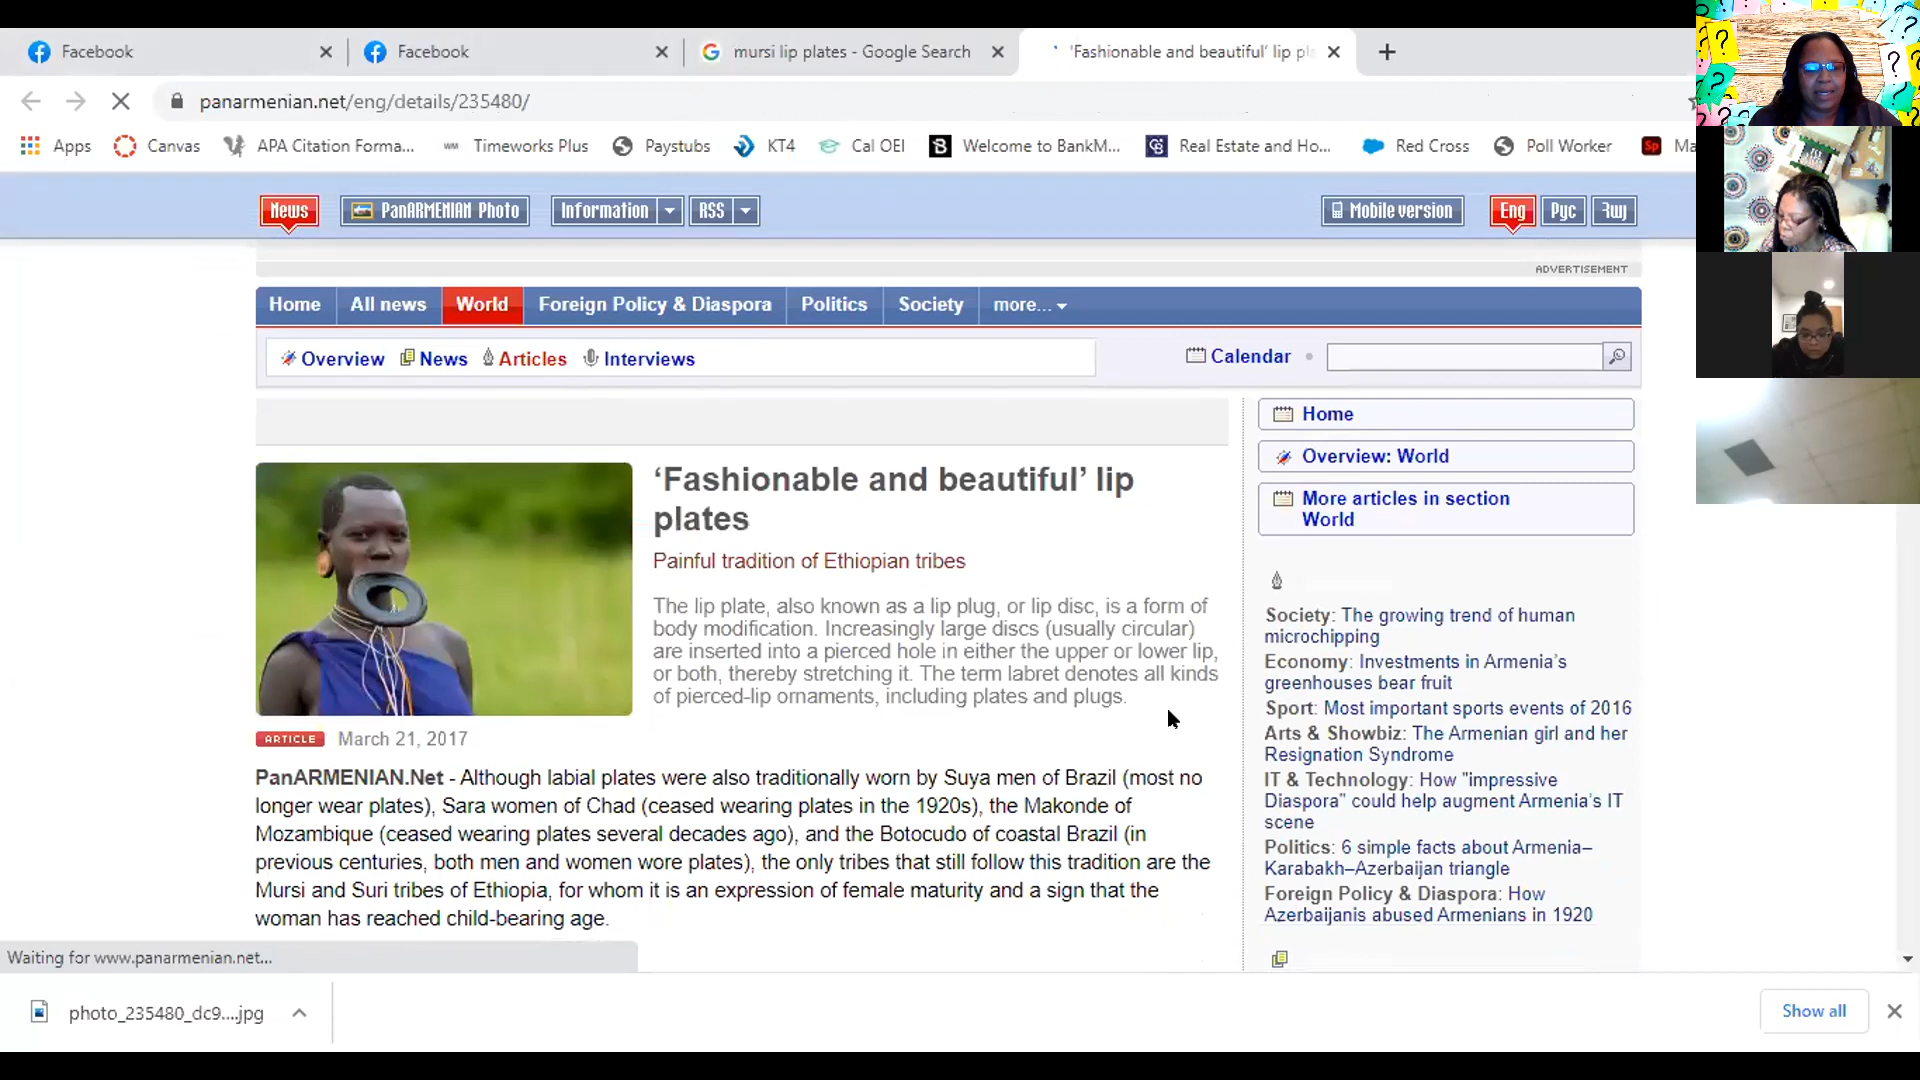 Facebook
Facebook
mursi lip plates - Google Search
'Fashionable and beautiful' lip pl
panarmenian.net/eng/details/235480/
Apps
Canvas
APA Citation Forma...
Timeworks Plus
Paystubs
KT4
Cal OEI
Welcome to BankM...
Real Estate and Ho...
Red Cross
Poll Worker
Ma
News
PanARMENIAN Photo
Information
RSS
Mobile version
Eng
Рус
Հայ
ADVERTISEMENT
Home
All news
World
Foreign Policy & Diaspora
Politics
Society
more...
Overview
News
Articles
Interviews
Calendar
‘Fashionable and beautiful’ lip
plates
Painful tradition of Ethiopian tribes
The lip plate, also known as a lip plug, or lip disc, is a form of
body modification. Increasingly large discs (usually circular)
are inserted into a pierced hole in either the upper or lower lip,
or both, thereby stretching it. The term labret denotes all kinds
of pierced-lip ornaments, including plates and plugs.
ARTICLE March 21, 2017
PanARMENIAN.Net - Although labial plates were also traditionally worn by Suya men of Brazil (most no
longer wear plates), Sara women of Chad (ceased wearing plates in the 1920s), the Makonde of
Mozambique (ceased wearing plates several decades ago), and the Botocudo of coastal Brazil (in
previous centuries, both men and women wore plates), the only tribes that still follow this tradition are the
Mursi and Suri tribes of Ethiopia, for whom it is an expression of female maturity and a sign that the
woman has reached child-bearing age.
Home
Overview: World
More articles in section
World
Society: The growing trend of human
microchipping
Economy: Investments in Armenia’s
greenhouses bear fruit
Sport: Most important sports events of 2016
Arts & Showbiz: The Armenian girl and her
Resignation Syndrome
IT & Technology: How "impressive
Diaspora" could help augment Armenia’s IT
scene
Politics: 6 simple facts about Armenia–
Karabakh–Azerbaijan triangle
Foreign Policy & Diaspora: How
Azerbaijanis abused Armenians in 1920
Waiting for www.panarmenian.net...
photo_235480_dc9....jpg
Show all